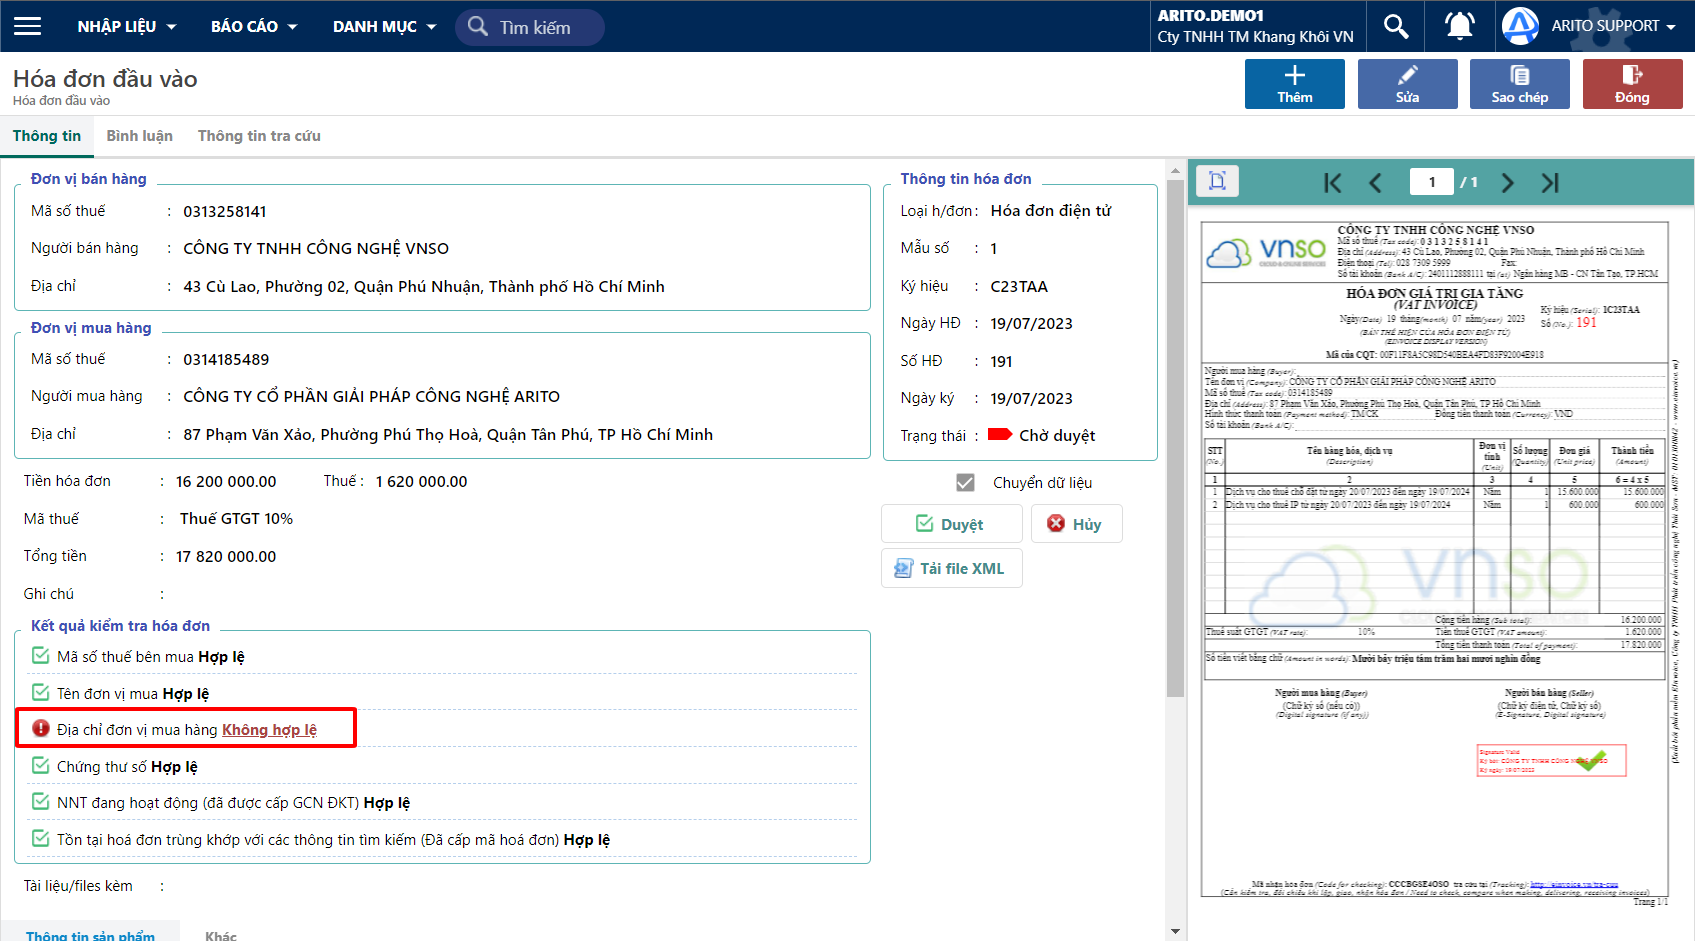 NHẬP LIỆU
BÁO CÁO
DANH MỤC
Tìm kiếm
ARITO.DEMO1
Cty TNHH TM Khang Khôi VN
ARITO SUPPORT
Hóa đơn đầu vào
Hóa đơn đầu vào
Thêm
Sửa
Sao chép
Đóng
Thông tin
Bình luận
Thông tin tra cứu
Đơn vị bán hàng
Mã số thuế : 0313258141
Người bán hàng : CÔNG TY TNHH CÔNG NGHỆ VNSO
Địa chỉ : 43 Cù Lao, Phường 02, Quận Phú Nhuận, Thành phố Hồ Chí Minh
Đơn vị mua hàng
Mã số thuế : 0314185489
Người mua hàng : CÔNG TY CỔ PHẦN GIẢI PHÁP CÔNG NGHỆ ARITO
Địa chỉ : 87 Phạm Văn Xảo, Phường Phú Thọ Hoà, Quận Tân Phú, TP Hồ Chí Minh
Tiền hóa đơn : 16 200 000.00 Thuế : 1 620 000.00
Mã thuế : Thuế GTGT 10%
Tổng tiền : 17 820 000.00
Ghi chú :
Kết quả kiểm tra hóa đơn
Mã số thuế bên mua Hợp lệ
Tên đơn vị mua Hợp lệ
Địa chỉ đơn vị mua hàng Không hợp lệ
Chứng thư số Hợp lệ
NNT đang hoạt động (đã được cấp GCN ĐKT) Hợp lệ
Tồn tại hoá đơn trùng khớp với các thông tin tìm kiếm (Đã cấp mã hoá đơn) Hợp lệ
Tài liệu/files kèm :
Thông tin sản phẩm
Khác
Thông tin hóa đơn
Loại h/đơn : Hóa đơn điện tử
Mẫu số : 1
Ký hiệu : C23TAA
Ngày HĐ : 19/07/2023
Số HĐ : 191
Ngày ký : 19/07/2023
Trạng thái : Chờ duyệt
Chuyển dữ liệu
Duyệt
Hủy
Tải file XML
1 / 1
vnso
CLOUD & ONLINE SERVICES
CÔNG TY TNHH CÔNG NGHỆ VNSO
Mã số thuế (Tax code): 0 3 1 3 2 5 8 1 4 1
Địa chỉ (Address): 43 Cù Lao, Phường 02, Quận Phú Nhuận, Thành phố Hồ Chí Minh
Điện thoại (Tel): 028 7309 5999 Fax:
Số tài khoản (Bank A/C): 2401112888111 tại (at) Ngân hàng MB - CN Tân Tạo, TP.HCM
HÓA ĐƠN GIÁ TRỊ GIA TĂNG
(VAT INVOICE)
Ngày(Date) 19 tháng(month) 07 năm(year) 2023
(BẢN THỂ HIỆN CỦA HÓA ĐƠN ĐIỆN TỬ)
(EINVOICE DISPLAY VERSION)
Ký hiệu (Serial): 1C23TAA
Số (No.): 191
Mã của CQT: 00F11F8A5C98D540BEA4FD83F92004E918
Người mua hàng (Buyer):
Tên đơn vị (Company): CÔNG TY CỔ PHẦN GIẢI PHÁP CÔNG NGHỆ ARITO
Mã số thuế (Tax code): 0314185489
Địa chỉ (Address): 87 Phạm Văn Xảo, Phường Phú Thọ Hoà, Quận Tân Phú, TP Hồ Chí Minh
Hình thức thanh toán (Payment method): TM/CK Đồng tiền thanh toán (Currency): VND
Số tài khoản (Bank A/C):
STT (No.) Tên hàng hóa, dịch vụ (Description) Đơn vị tính (Unit) Số lượng (Quantity) Đơn giá (Unit price) Thành tiền (Amount)
1 2 3 4 5 6 = 4 x 5
1 Dịch vụ cho thuê chỗ đặt từ ngày 20/07/2023 đến ngày 19/07/2024 Năm 1 15.600.000 15.600.000
2 Dịch vụ cho thuê IP từ ngày 20/07/2023 đến ngày 19/07/2024 Năm 1 600.000 600.000
vnso
Cộng tiền hàng (Sub total): 16.200.000
Thuế suất GTGT (VAT rate): 10% Tiền thuế GTGT (VAT amount): 1.620.000
Tổng tiền thanh toán (Total of payment): 17.820.000
Số tiền viết bằng chữ (Amount in words): Mười bảy triệu tám trăm hai mươi nghìn đồng
Người mua hàng (Buyer)
(Chữ ký số (nếu có))
(Digital signature (if any))
Người bán hàng (Seller)
(Chữ ký điện tử, Chữ ký số)
(E-Signature, Digital signature)
Signature Valid
Ký bởi: CÔNG TY TNHH CÔNG NGHỆ VNSO
Ký ngày: 19/07/2023
Mã nhận hóa đơn (Code for checking): CCCBGSE4OSO tra cứu tại (Tracking): http://einvoice.vn/tra-cuu
(Cần kiểm tra, đối chiếu khi lập, giao, nhận hóa đơn / Need to check, compare when making, delivering, receiving invoices)
Trang 1/1